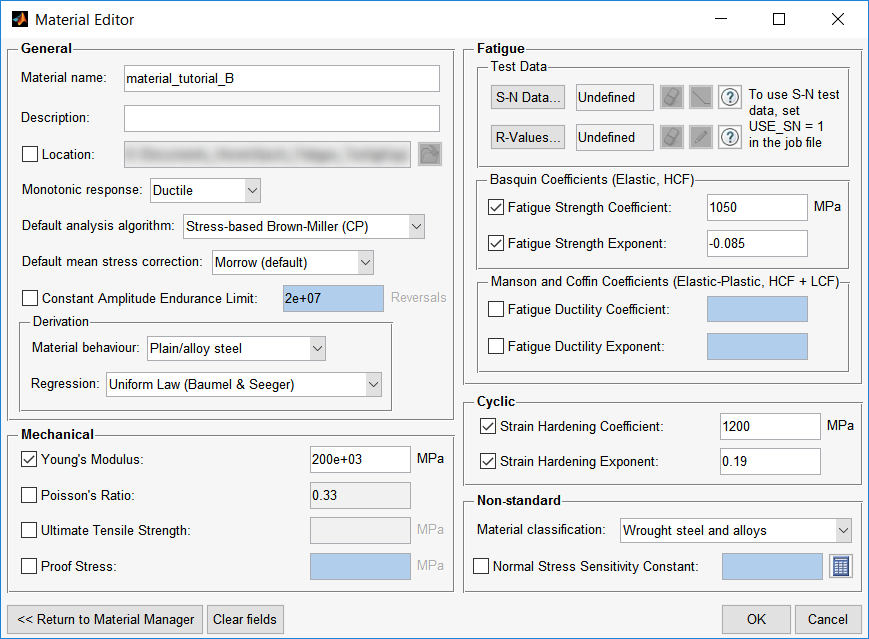 Material Editor
General
Material name: material_tutorial_B
Description:
Location:
Monotonic response: Ductile
Default analysis algorithm: Stress-based Brown-Miller (CP)
Default mean stress correction: Morrow (default)
Constant Amplitude Endurance Limit: 2e+07 Reversals
Derivation
Material behaviour: Plain/alloy steel
Regression: Uniform Law (Baumel & Seeger)
Mechanical
Young's Modulus: 200e+03 MPa
Poisson's Ratio: 0.33
Ultimate Tensile Strength: MPa
Proof Stress: MPa
Fatigue
Test Data
S-N Data... Undefined
R-Values... Undefined
To use S-N test
data, set
USE_SN = 1
in the job file
Basquin Coefficients (Elastic, HCF)
Fatigue Strength Coefficient: 1050 MPa
Fatigue Strength Exponent: -0.085
Manson and Coffin Coefficients (Elastic-Plastic, HCF + LCF)
Fatigue Ductility Coefficient:
Fatigue Ductility Exponent:
Cyclic
Strain Hardening Coefficient: 1200 MPa
Strain Hardening Exponent: 0.19
Non-standard
Material classification: Wrought steel and alloys
Normal Stress Sensitivity Constant:
<< Return to Material Manager Clear fields OK Cancel